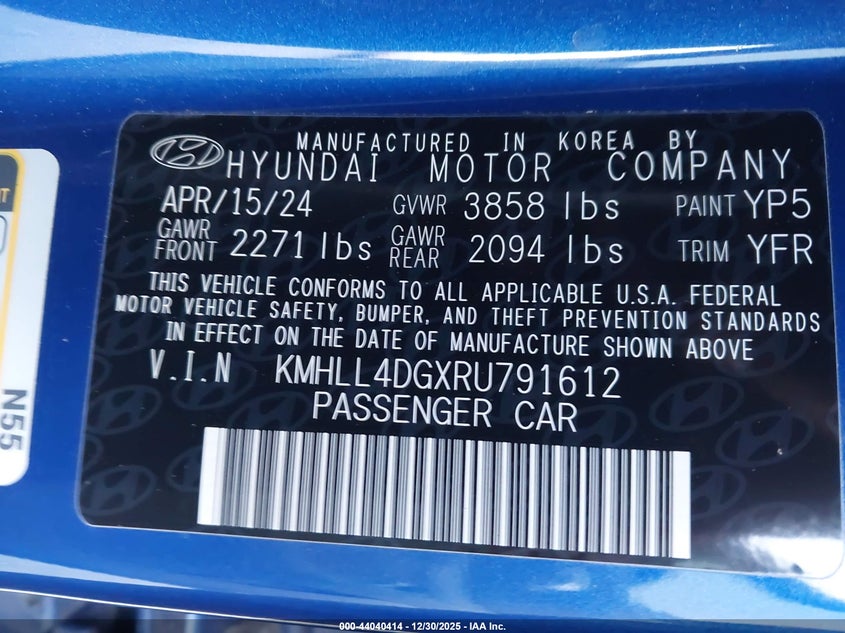 MANUFACTURED IN KOREA BY
HYUNDAI MOTOR COMPANY
APR/15/24 GVWR 3858 lbs PAINT YP5
GAWR FRONT 2271 lbs GAWR REAR 2094 lbs TRIM YFR
THIS VEHICLE CONFORMS TO ALL APPLICABLE U.S.A. FEDERAL
MOTOR VEHICLE SAFETY, BUMPER, AND THEFT PREVENTION STANDARDS
IN EFFECT ON THE DATE OF MANUFACTURE SHOWN ABOVE
V.I.N KMHLL4DGXRU791612
PASSENGER CAR
N55
000-44040414 - 12/30/2025 - IAA Inc.